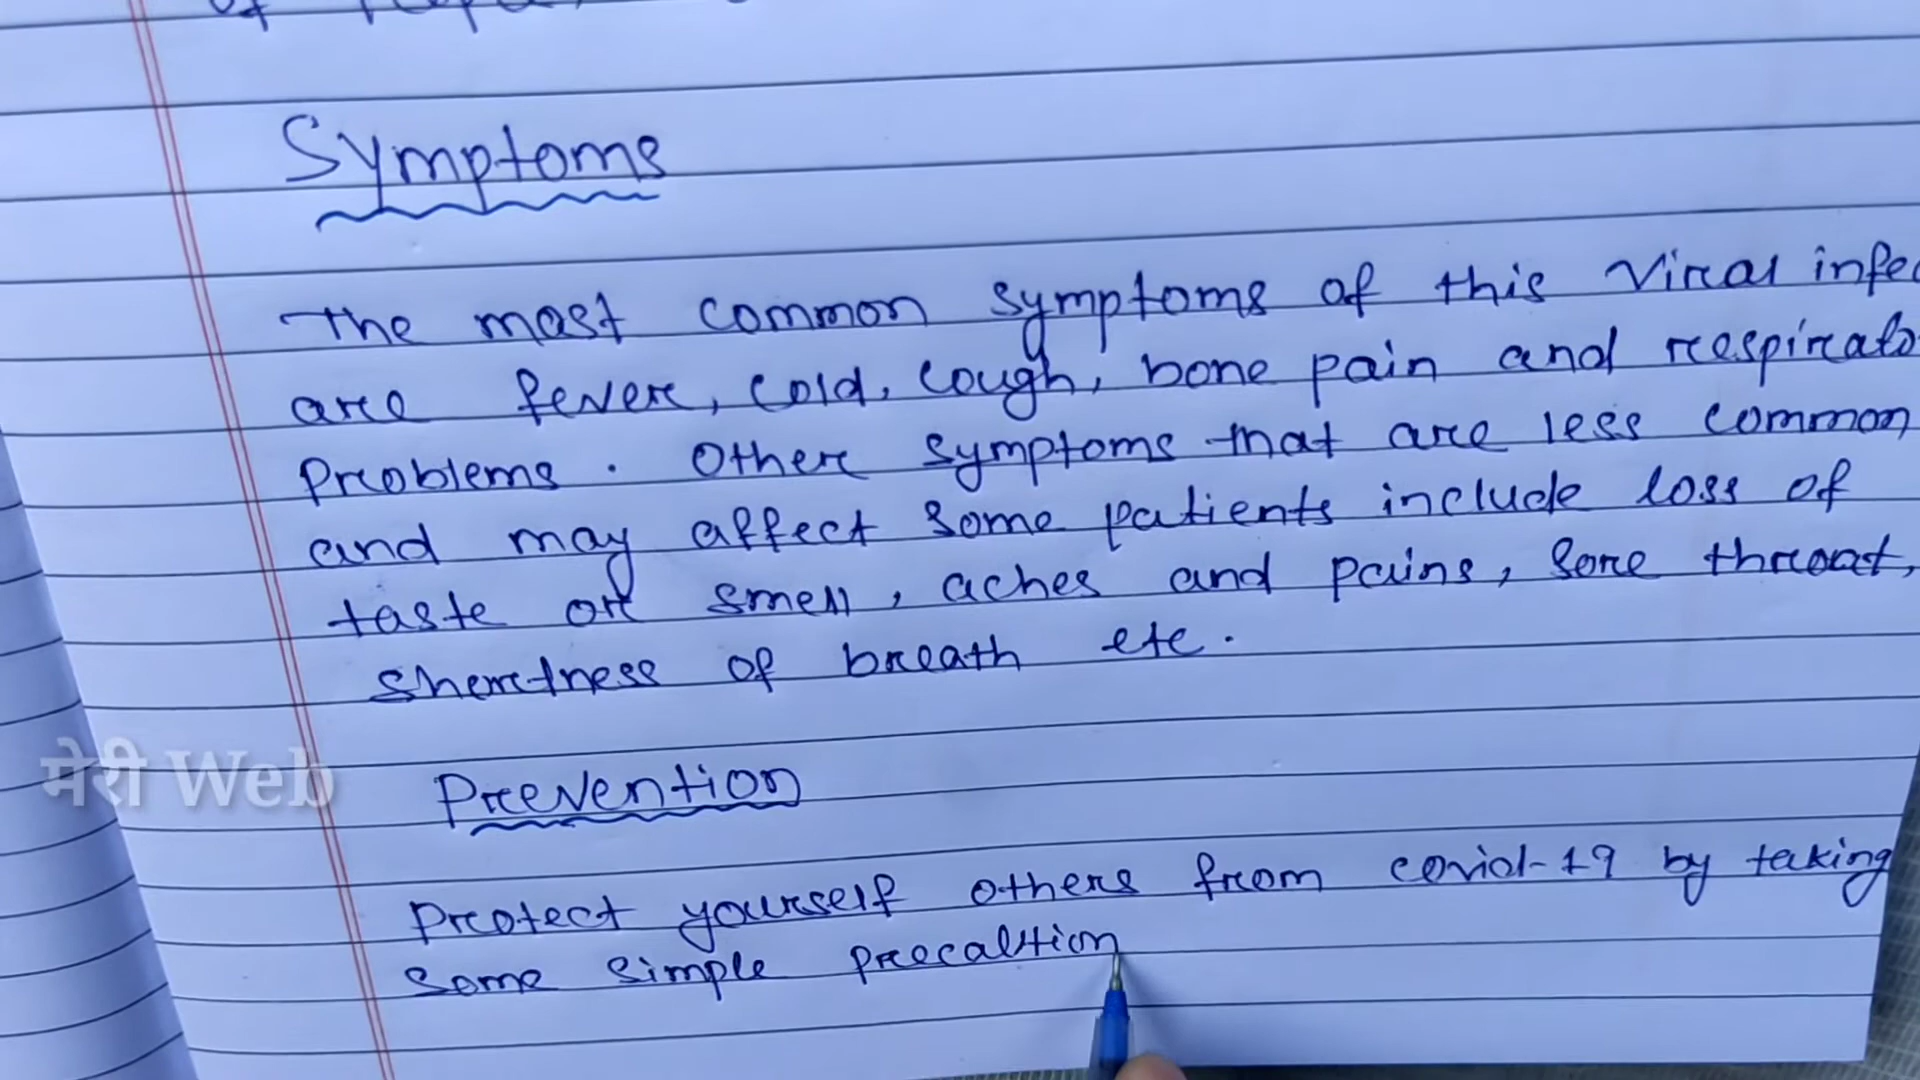 of
Symptoms
The most common symptoms of this viral infec
are fever, cold, cough, bone pain and respirato
problems. Other symptoms that are less common
and may affect some patients include loss of
taste or smell, aches and pains, sore throat,
shortness of breath etc.
मेरी Web
Prevention
Protect yourself others from covid-19 by taking
some simple precaltion